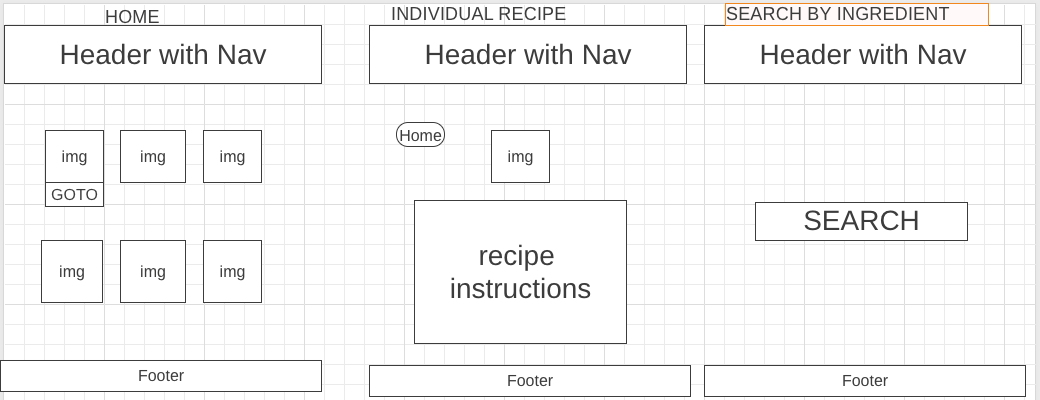 HOME
Header with Nav
img
img
img
GOTO
img
img
img
Footer
INDIVIDUAL RECIPE
Header with Nav
Home
img
recipe
instructions
Footer
SEARCH BY INGREDIENT
Header with Nav
SEARCH
Footer